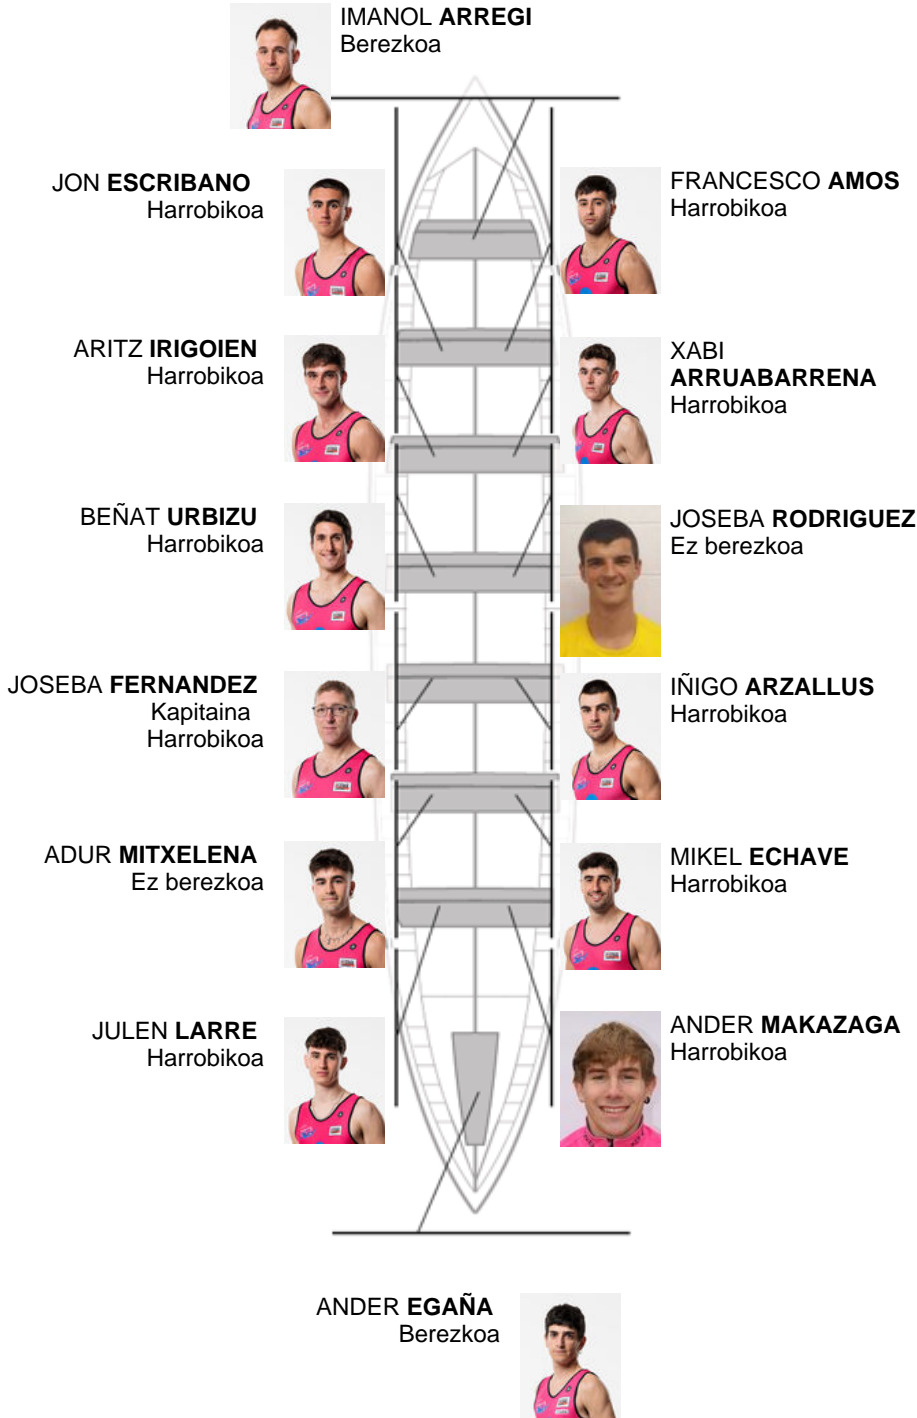 IMANOL ARREGI
Berezkoa
JON ESCRIBANO
Harrobikoa
FRANCESCO AMOS
Harrobikoa
ARITZ IRIGOIEN
Harrobikoa
XABI
ARRUABARRENA
Harrobikoa
BEÑAT URBIZU
Harrobikoa
JOSEBA RODRIGUEZ
Ez berezkoa
JOSEBA FERNANDEZ
Kapitaina
Harrobikoa
IÑIGO ARZALLUS
Harrobikoa
ADUR MITXELENA
Ez berezkoa
MIKEL ECHAVE
Harrobikoa
JULEN LARRE
Harrobikoa
ANDER MAKAZAGA
Harrobikoa
ANDER EGAÑA
Berezkoa